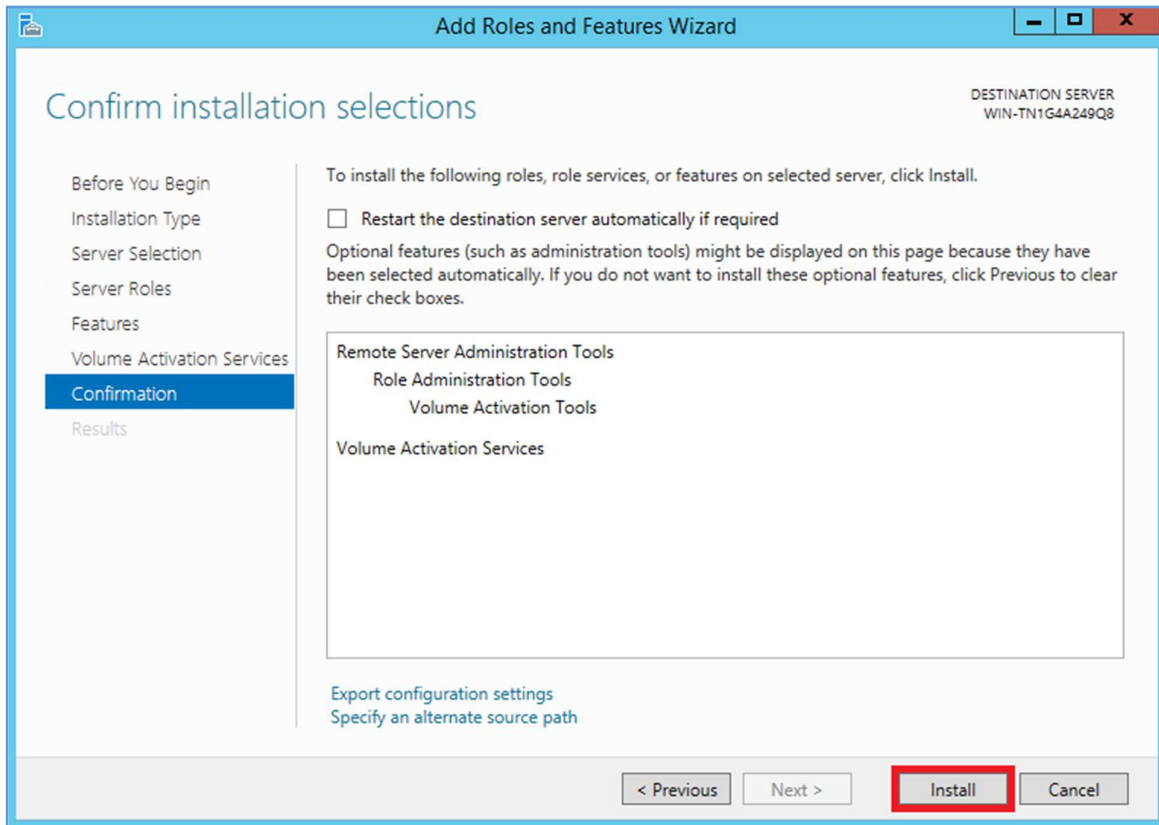 Add Roles and Features Wizard
Confirm installation selections
DESTINATION SERVER
WIN-TN1G4A249Q8
Before You Begin
Installation Type
Server Selection
Server Roles
Features
Volume Activation Services
Confirmation
Results
To install the following roles, role services, or features on selected server, click Install.
Restart the destination server automatically if required
Optional features (such as administration tools) might be displayed on this page because they have
been selected automatically. If you do not want to install these optional features, click Previous to clear
their check boxes.
Remote Server Administration Tools
Role Administration Tools
Volume Activation Tools
Volume Activation Services
Export configuration settings
Specify an alternate source path
< Previous
Next >
Install
Cancel